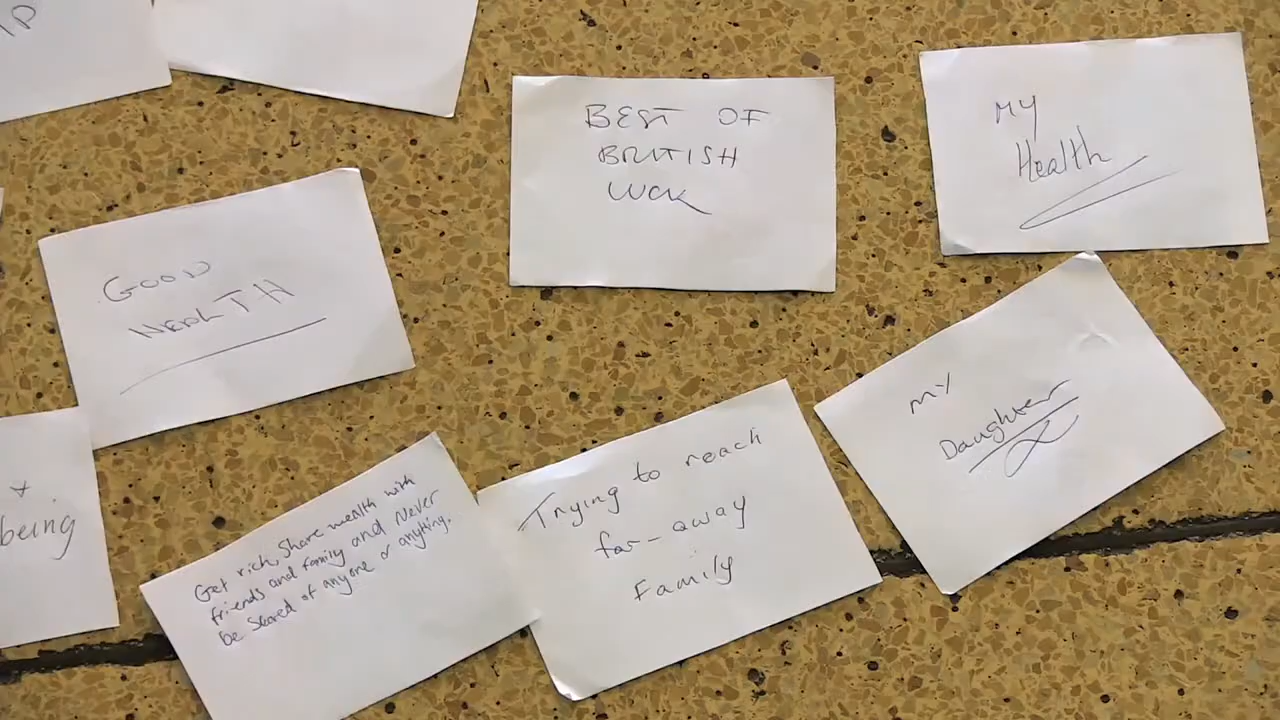 BEST OF
BRITISH
LUCK
MY
Health
GOOD
HEALTH
MY
Daughter
Trying to reach
far-away
Family
Get rich, Share wealth with
friends and family and Never
be scared of anyone or anything.
+
being